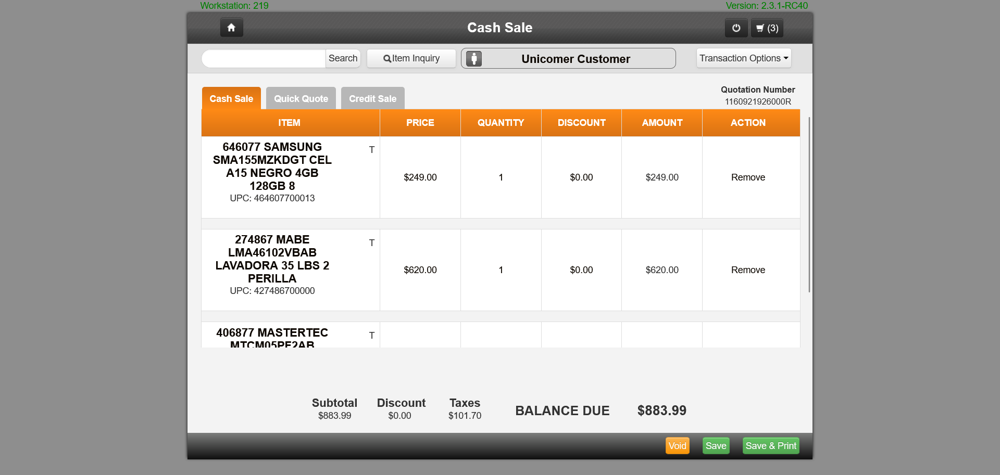 Workstation: 219
Version: 2.3.1-RC40
Cash Sale
(3)
Search
Item Inquiry
Unicomer Customer
Transaction Options
Cash Sale
Quick Quote
Credit Sale
Quotation Number
1160921926000R
ITEM
PRICE
QUANTITY
DISCOUNT
AMOUNT
ACTION
646077 SAMSUNG
SMA155MZKDGT CEL
A15 NEGRO 4GB
128GB 8
UPC: 464607700013
T
$249.00
1
$0.00
$249.00
Remove
274867 MABE
LMA46102VBAB
LAVADORA 35 LBS 2
PERILLA
UPC: 427486700000
T
$620.00
1
$0.00
$620.00
Remove
406877 MASTERTEC
T
Subtotal
$883.99
Discount
$0.00
Taxes
$101.70
BALANCE DUE
$883.99
Void
Save
Save & Print